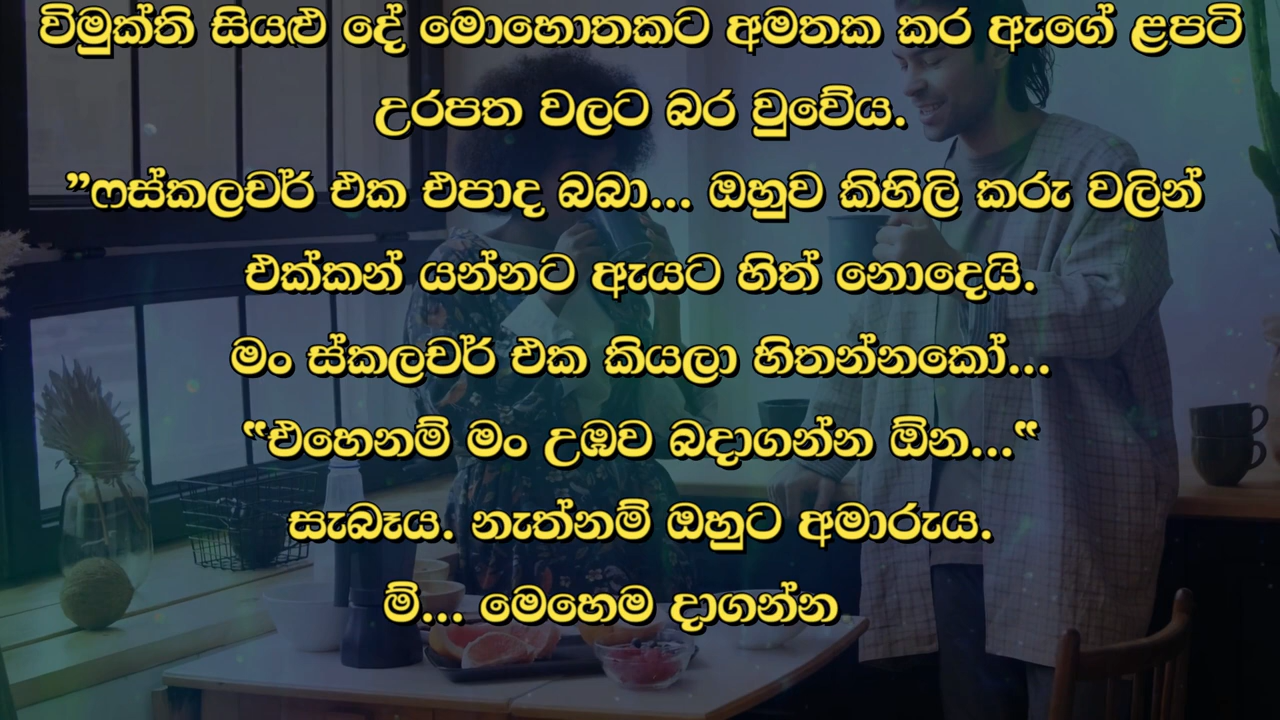 විමුක්ති සියළු දේ මොහොතකට අමතක කර ඇගේ ළපටි
උරපත වලට බර වුවේය.
”ෆස්කලචර් එක එපාද බබා... ඔහුව කිහිලි කරු වලින්
එක්කන් යන්නට ඇයට හිත් නොදෙයි.
මං ස්කලචර් එක කියලා හිතන්නකෝ...
“එහෙනම් මං උඹව බදාගන්න ඕන...“
සැබෑය. නැත්නම් ඔහුට අමාරුය.
ම්... මෙහෙම දාගන්න